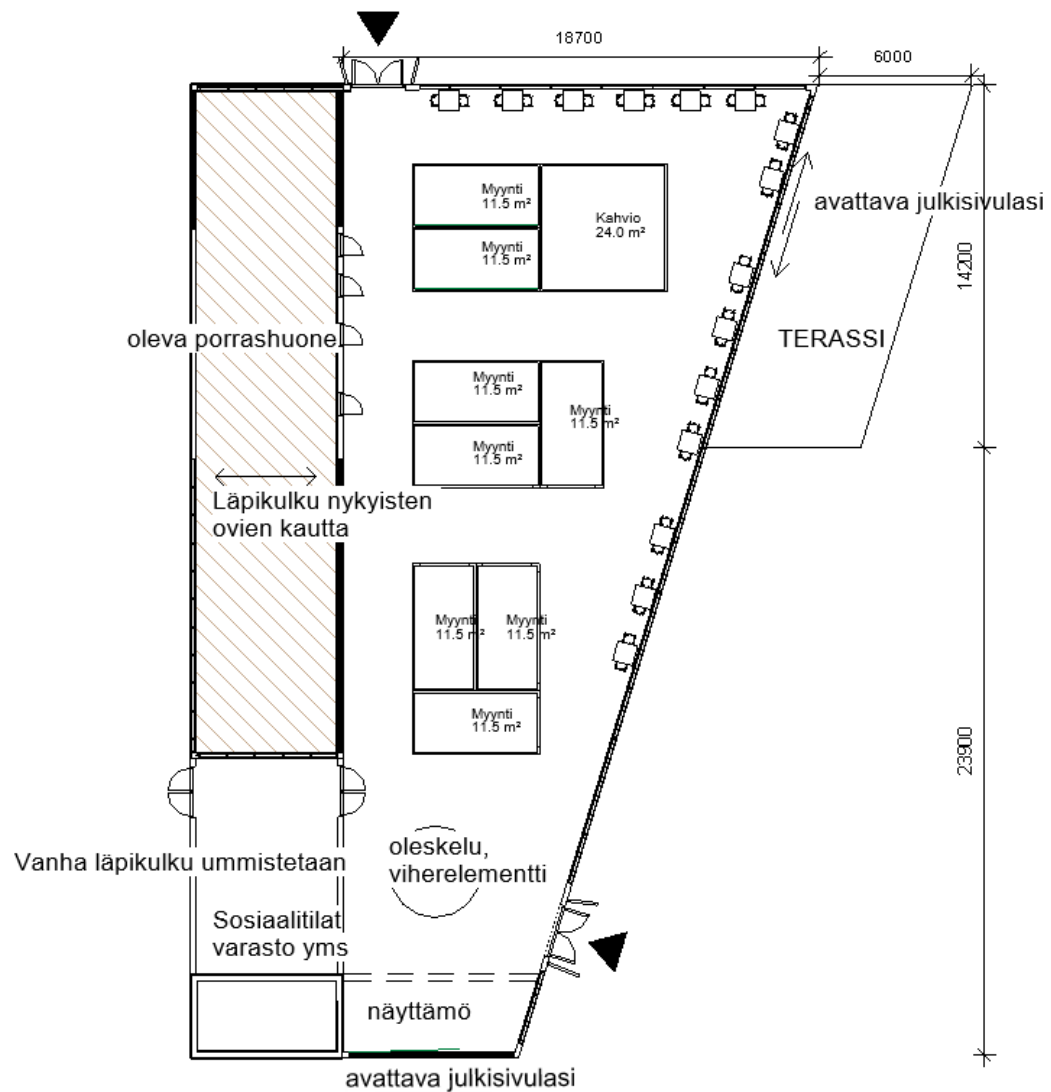 18700
6000
Myynti
11.5 m²
Kahvio
24.0 m²
Myynti
11.5 m²
avattava julkisivulasi
14200
oleva porrashuone
TERASSI
Myynti
11.5 m²
Myynti
11.5 m²
Myynti
11.5 m²
Läpikulku nykyisten
ovien kautta
Myynti
11.5 m²
Myynti
11.5 m²
Myynti
11.5 m²
23900
Vanha läpikulku ummistetaan
oleskelu,
viherelementti
Sosiaalitilat
varasto yms
näyttämö
avattava julkisivulasi